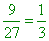 9/27 = 1/3